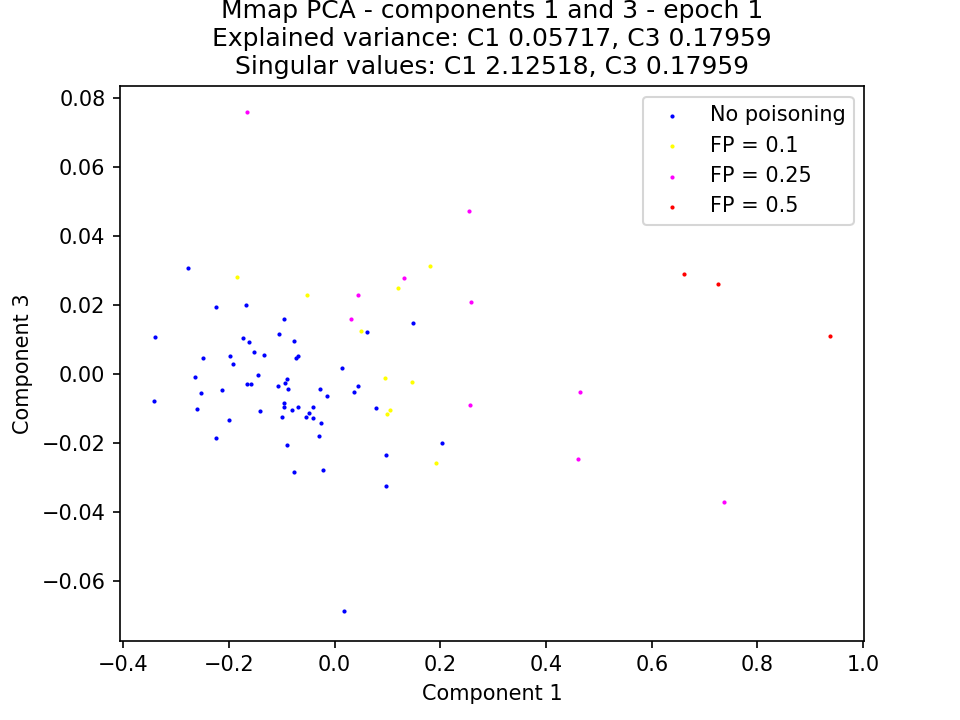 Mmap PCA - components 1 and 3 - epoch 1
Explained variance: C1 0.05717, C3 0.17959
Singular values: C1 2.12518, C3 0.17959
No poisoning
FP = 0.1
FP = 0.25
FP = 0.5
0.08
0.06
0.04
0.02
0.00
−0.02
−0.04
−0.06
Component 3
−0.4 −0.2 0.0 0.2 0.4 0.6 0.8 1.0
Component 1